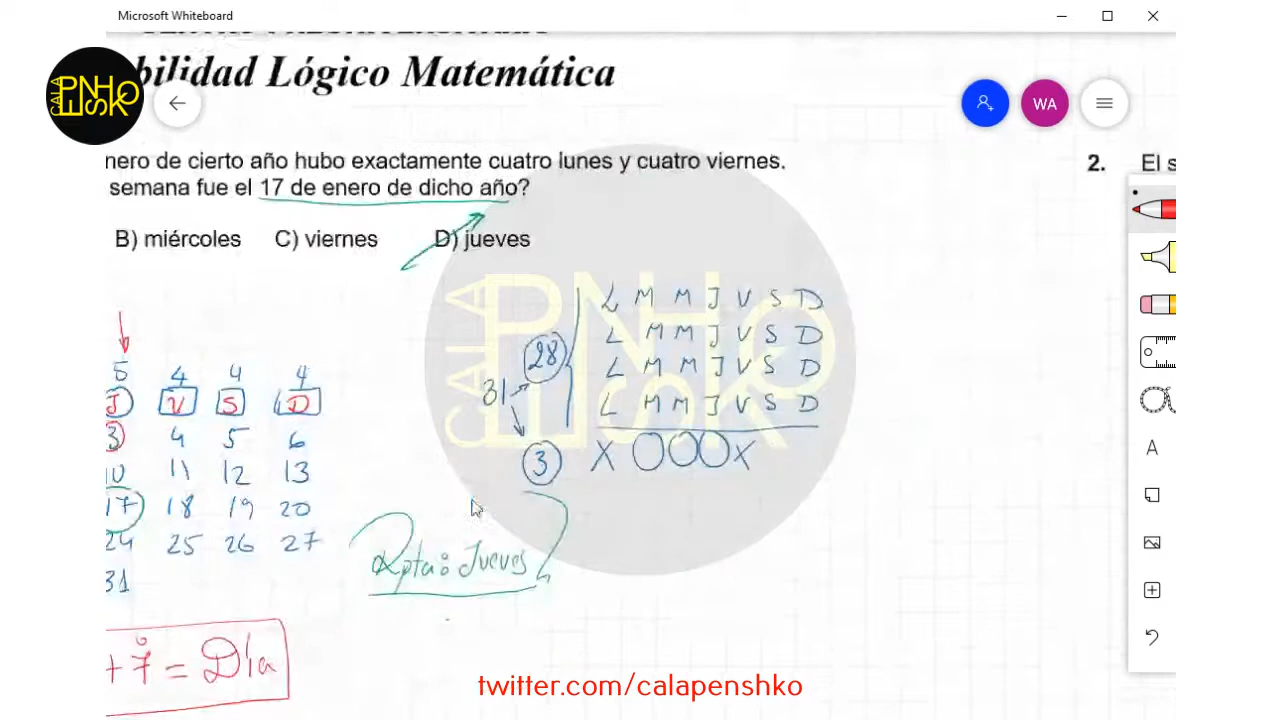 Microsoft Whiteboard
bilidad Lógico Matemática
WA
nero de cierto año hubo exactamente cuatro lunes y cuatro viernes.
semana fue el 17 de enero de dicho año?
B) miércoles C) viernes D) jueves
2. El s
L M M J V S D
L M M J V S D
L M M J V S D
L M M J V S D
28
31
3
X O O O X
5 4 4 4
J V S D
3 4 5 6
10 11 12 13
17 18 19 20
24 25 26 27
31
Rpta: Jueves
+ 7̊ = Día
CALA
PENSHKO
A
twitter.com/calapenshko